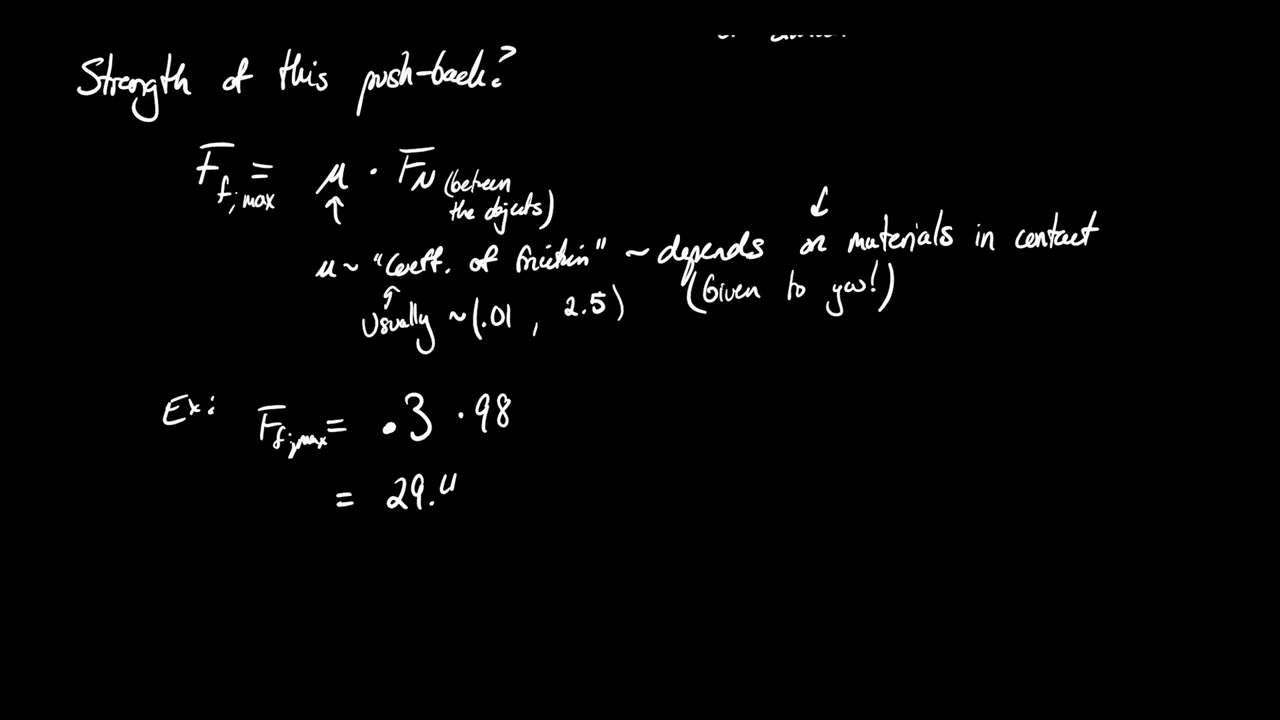 Strength of this push-back?
F_f,max = μ · F_N (between the objects)
μ ~ "Coeff. of friction" ~ depends on materials in contact
Usually ~ (.01 , 2.5) (Given to you!)
Ex: F_f,max = .3 · 98
= 29.4